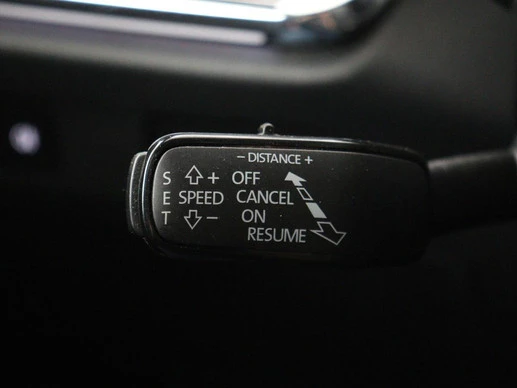 − DISTANCE +
S + OFF
E SPEED CANCEL
T − ON
RESUME